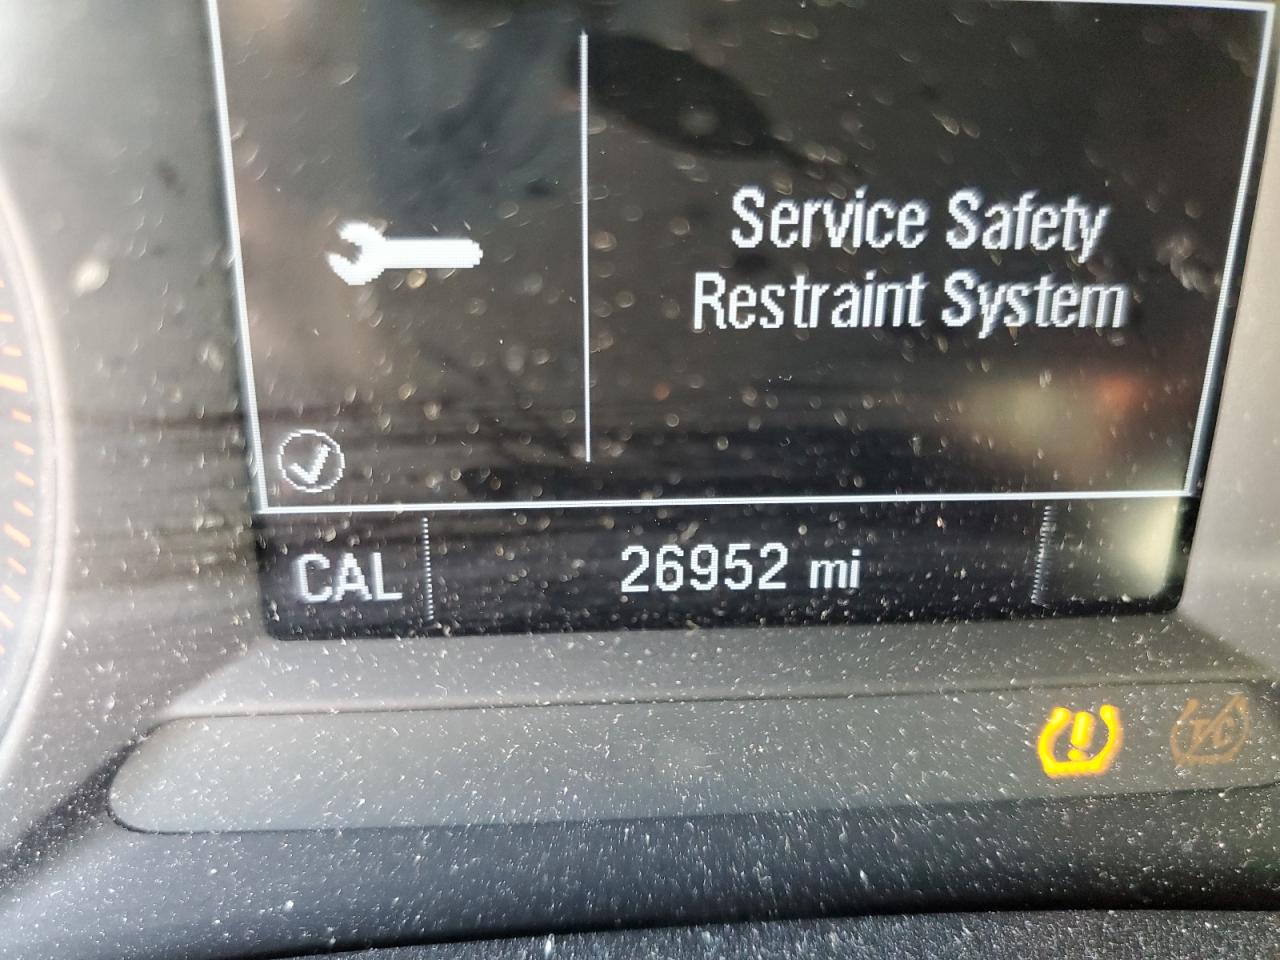 Service Safety
Restraint System
CAL
26952 mi